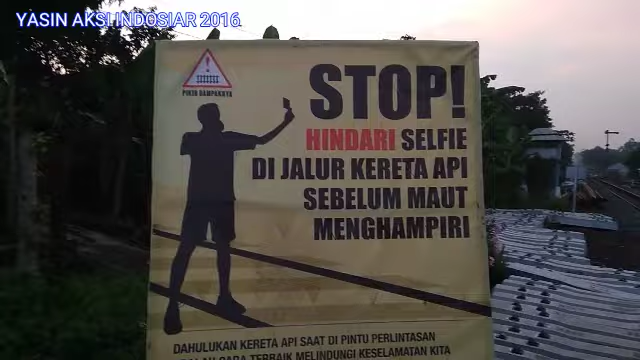 YASIN AKSI INDOSIAR 2016.
PIKIR DAMPAKNYA
STOP!
HINDARI SELFIE
DI JALUR KERETA API
SEBELUM MAUT
MENGHAMPIRI
DAHULUKAN KERETA API SAAT DI PINTU PERLINTASAN
CARA TERBAIK MELINDUNGI KESELAMATAN KITA